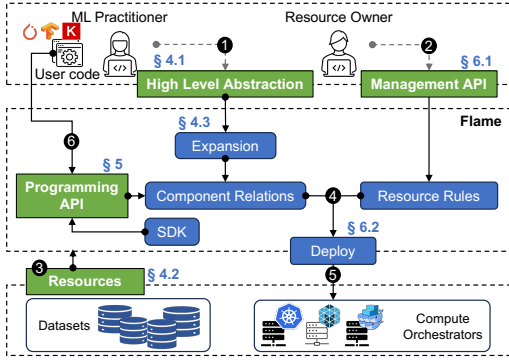 ML Practitioner
Resource Owner
K
User code
</>
</>
1
2
§ 4.1
§ 6.1
High Level Abstraction
Management API
§ 4.3
Flame
Expansion
6
§ 5
Programming
API
Component Relations
4
Resource Rules
SDK
§ 6.2
Deploy
3
Resources
§ 4.2
5
Datasets
Compute
Orchestrators